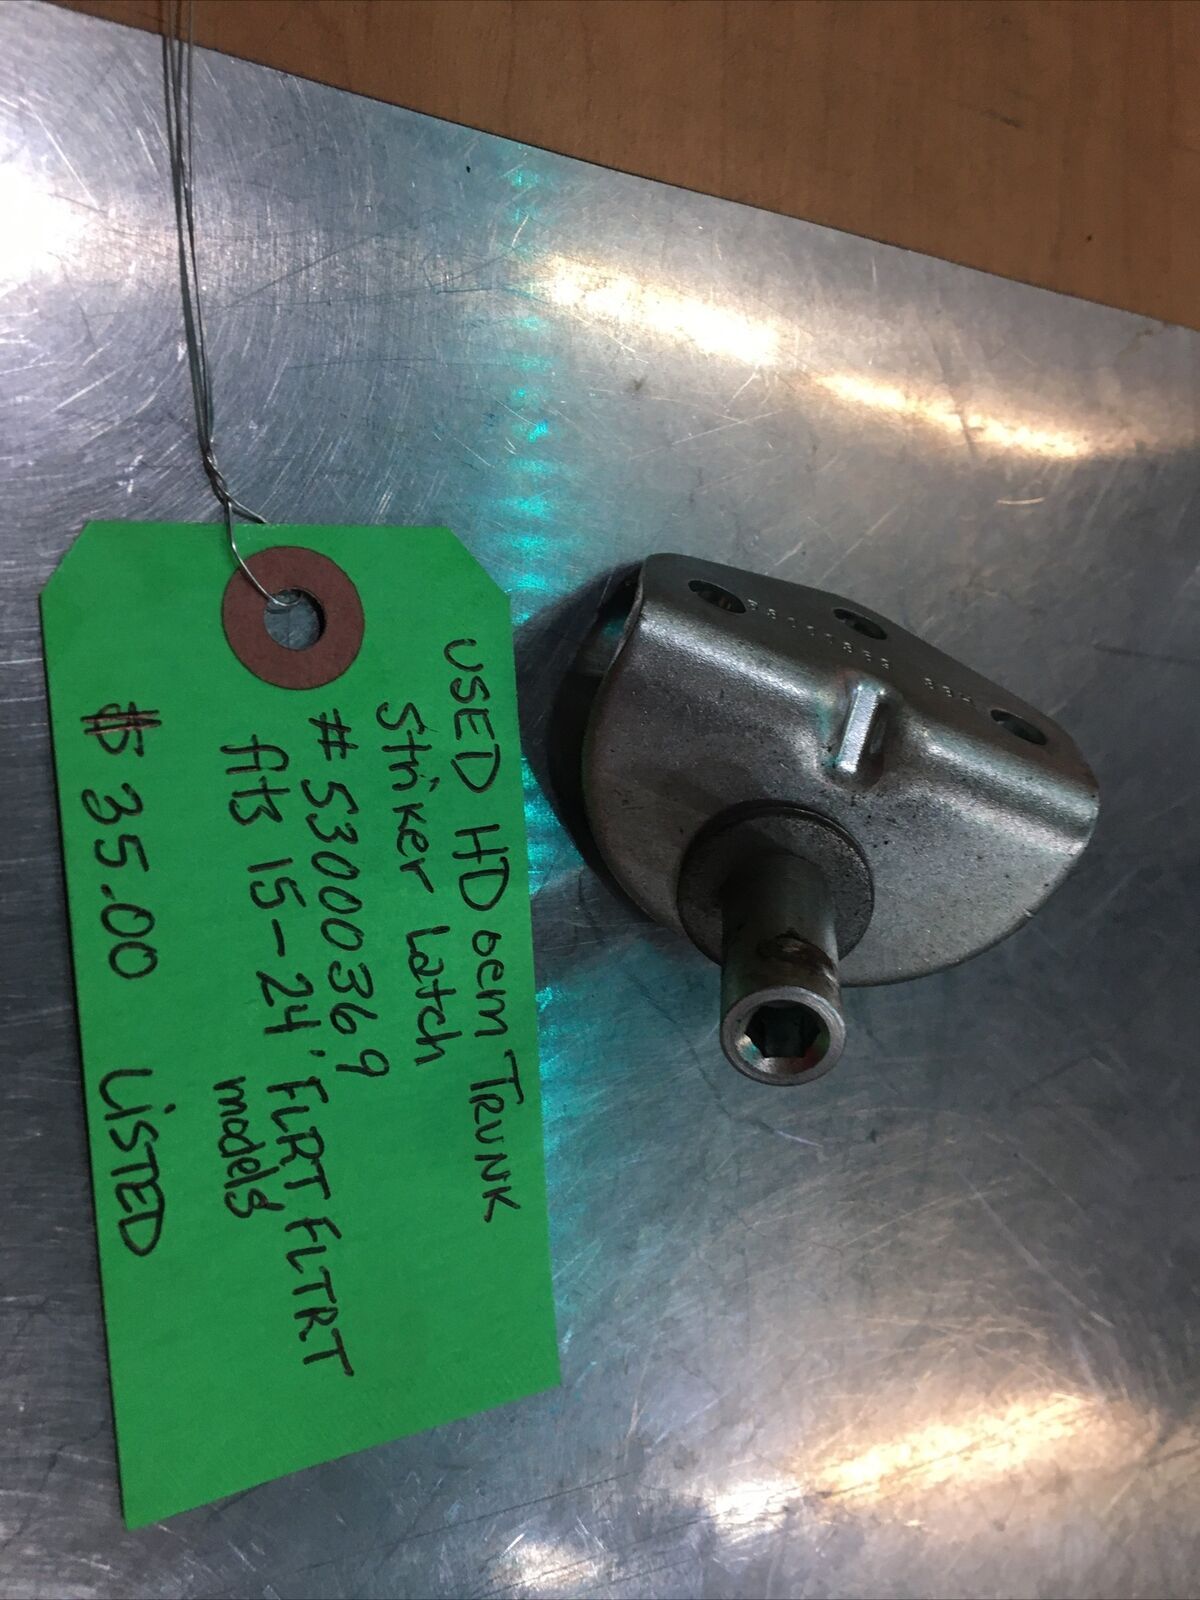 USED HD oem TRUNK
Striker Latch
# 53000369
fits 15-24' FLRT, FLTRT
models
$ 35.00 LISTED